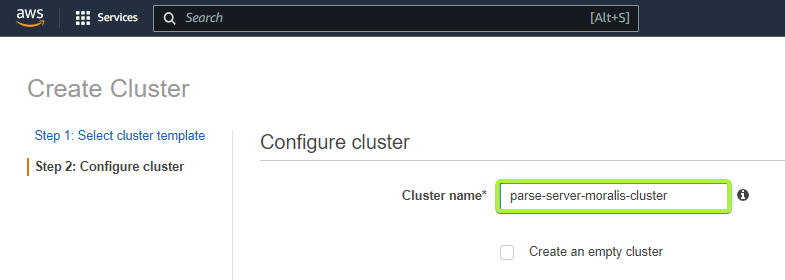 aws Services Search [Alt+S]
Create Cluster
Step 1: Select cluster template
Step 2: Configure cluster
Configure cluster
Cluster name* parse-server-moralis-cluster
Create an empty cluster